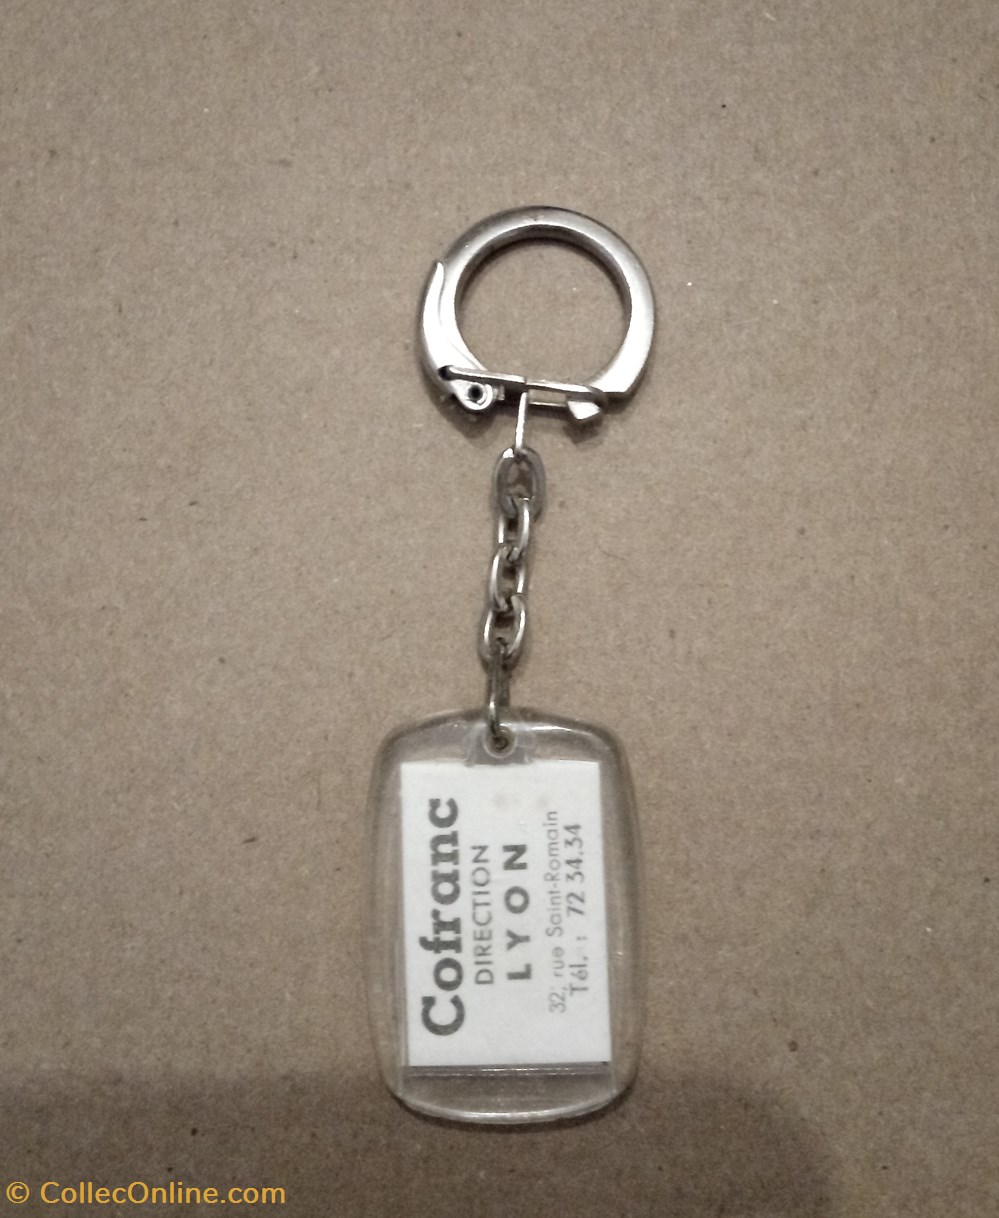 Cofranc
DIRECTION
LYON
32, rue Saint-Romain
Tél. : 72 34.34
© CollecOnline.com